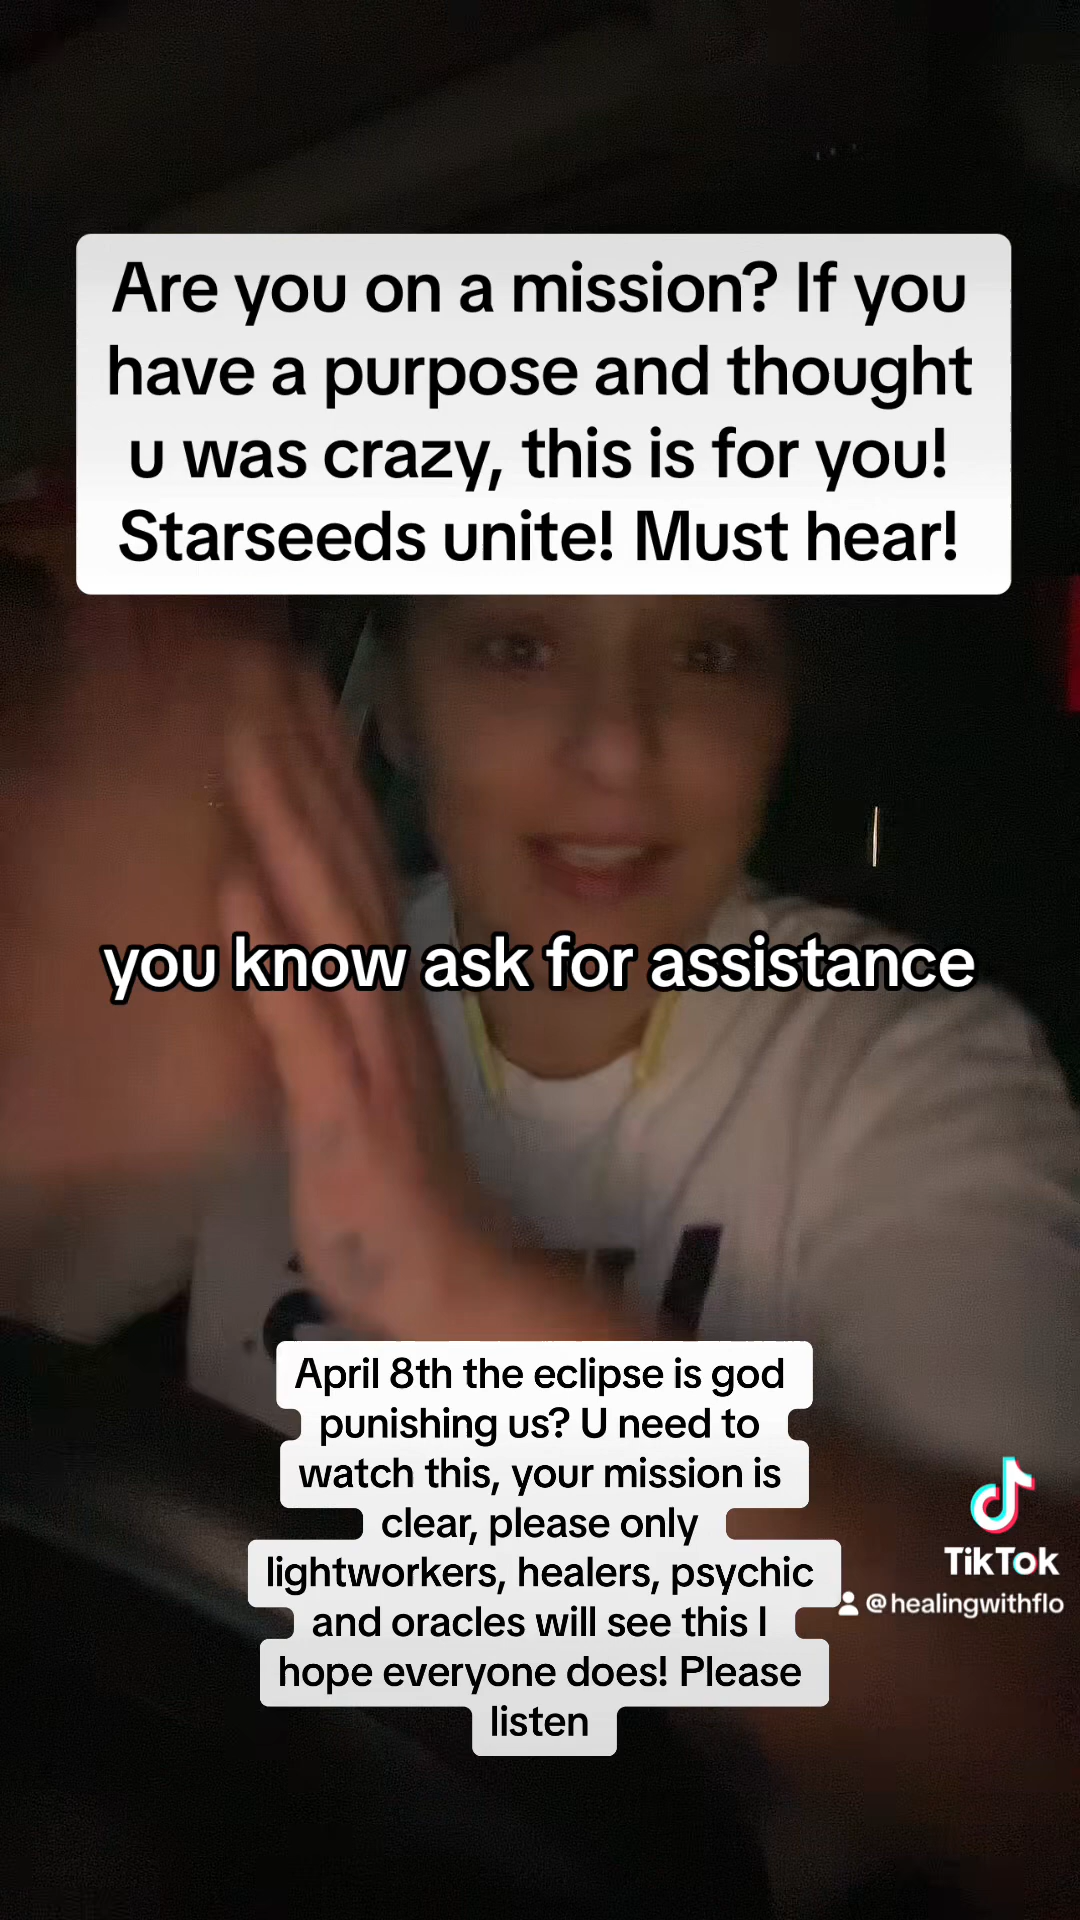 Are you on a mission? If you
have a purpose and thought
u was crazy, this is for you!
Starseeds unite! Must hear!
you know ask for assistance
April 8th the eclipse is god
punishing us? U need to
watch this, your mission is
clear, please only
lightworkers, healers, psychic
and oracles will see this I
hope everyone does! Please
listen
TikTok
@healingwithflo